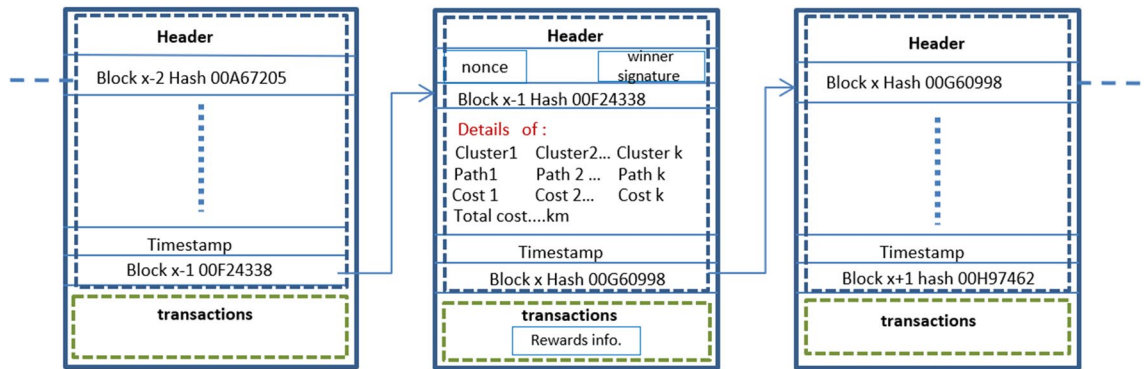 Header
Block x-2 Hash 00A67205
Timestamp
Block x-1 00F24338
transactions
Header
nonce
winner
signature
Block x-1 Hash 00F24338
Details of :
Cluster1 Cluster2... Cluster k
Path1 Path 2 ... Path k
Cost 1 Cost 2... Cost k
Total cost....km
Timestamp
Block x Hash 00G60998
transactions
Rewards info.
Header
Block x Hash 00G60998
Timestamp
Block x+1 hash 00H97462
transactions